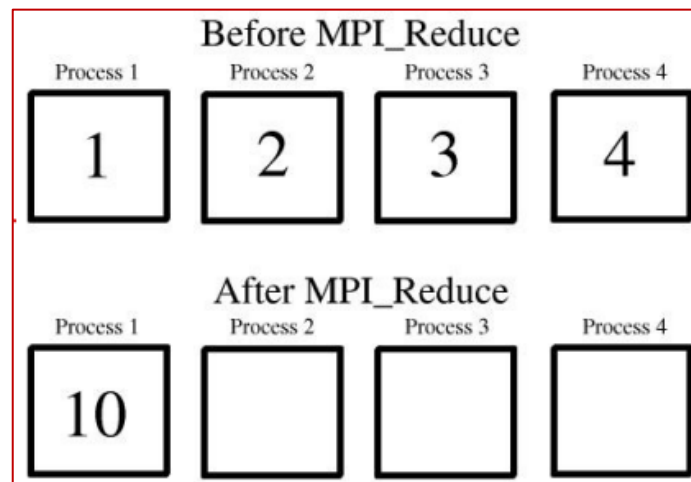 Before MPI_Reduce
Process 1 Process 2 Process 3 Process 4
1 2 3 4
After MPI_Reduce
Process 1 Process 2 Process 3 Process 4
10